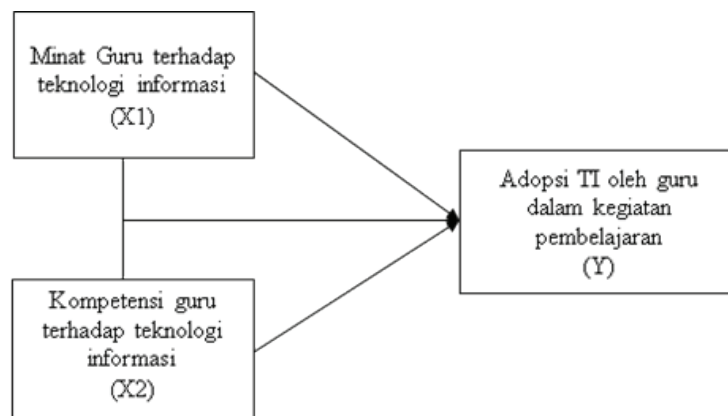 Minat Guru terhadap
teknologi informasi
(X1)
Adopsi TI oleh guru
dalam kegiatan
pembelajaran
(Y)
Kompetensi guru
terhadap teknologi
informasi
(X2)